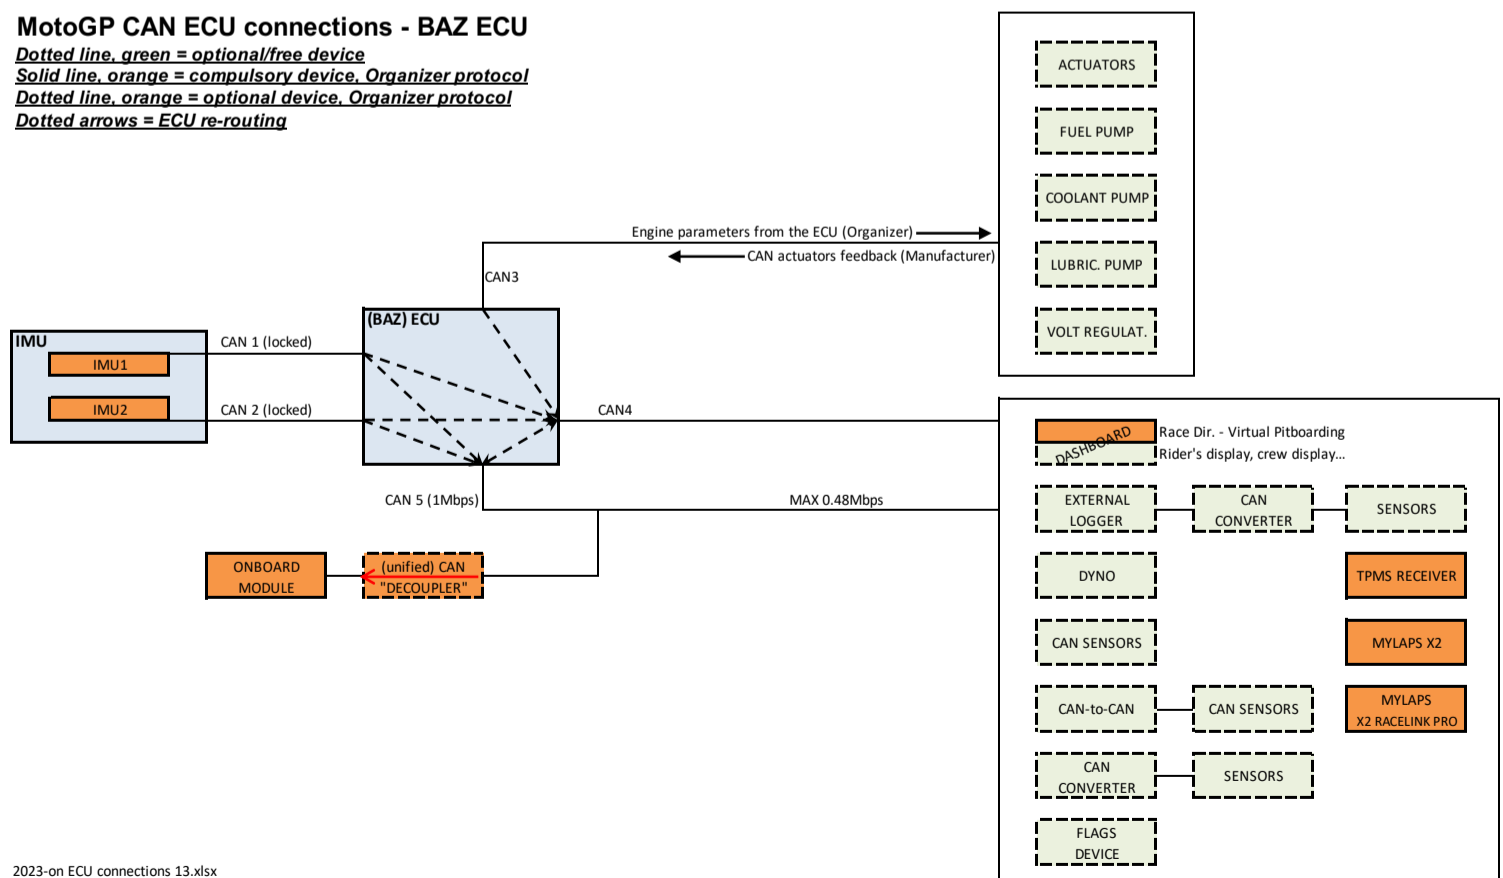 MotoGP CAN ECU connections - BAZ ECU
Dotted line, green = optional/free device
Solid line, orange = compulsory device, Organizer protocol
Dotted line, orange = optional device, Organizer protocol
Dotted arrows = ECU re-routing
ACTUATORS
FUEL PUMP
COOLANT PUMP
LUBRIC. PUMP
VOLT REGULAT.
Engine parameters from the ECU (Organizer)
CAN actuators feedback (Manufacturer)
CAN3
(BAZ) ECU
IMU
IMU1
IMU2
CAN 1 (locked)
CAN 2 (locked)
CAN4
CAN 5 (1Mbps)
MAX 0.48Mbps
ONBOARD
MODULE
(unified) CAN
"DECOUPLER"
DASHBOARD
Race Dir. - Virtual Pitboarding
Rider's display, crew display...
EXTERNAL
LOGGER
CAN
CONVERTER
SENSORS
DYNO
TPMS RECEIVER
CAN SENSORS
MYLAPS X2
CAN-to-CAN
CAN SENSORS
MYLAPS
X2 RACELINK PRO
CAN
CONVERTER
SENSORS
FLAGS
DEVICE
2023-on ECU connections 13.xlsx